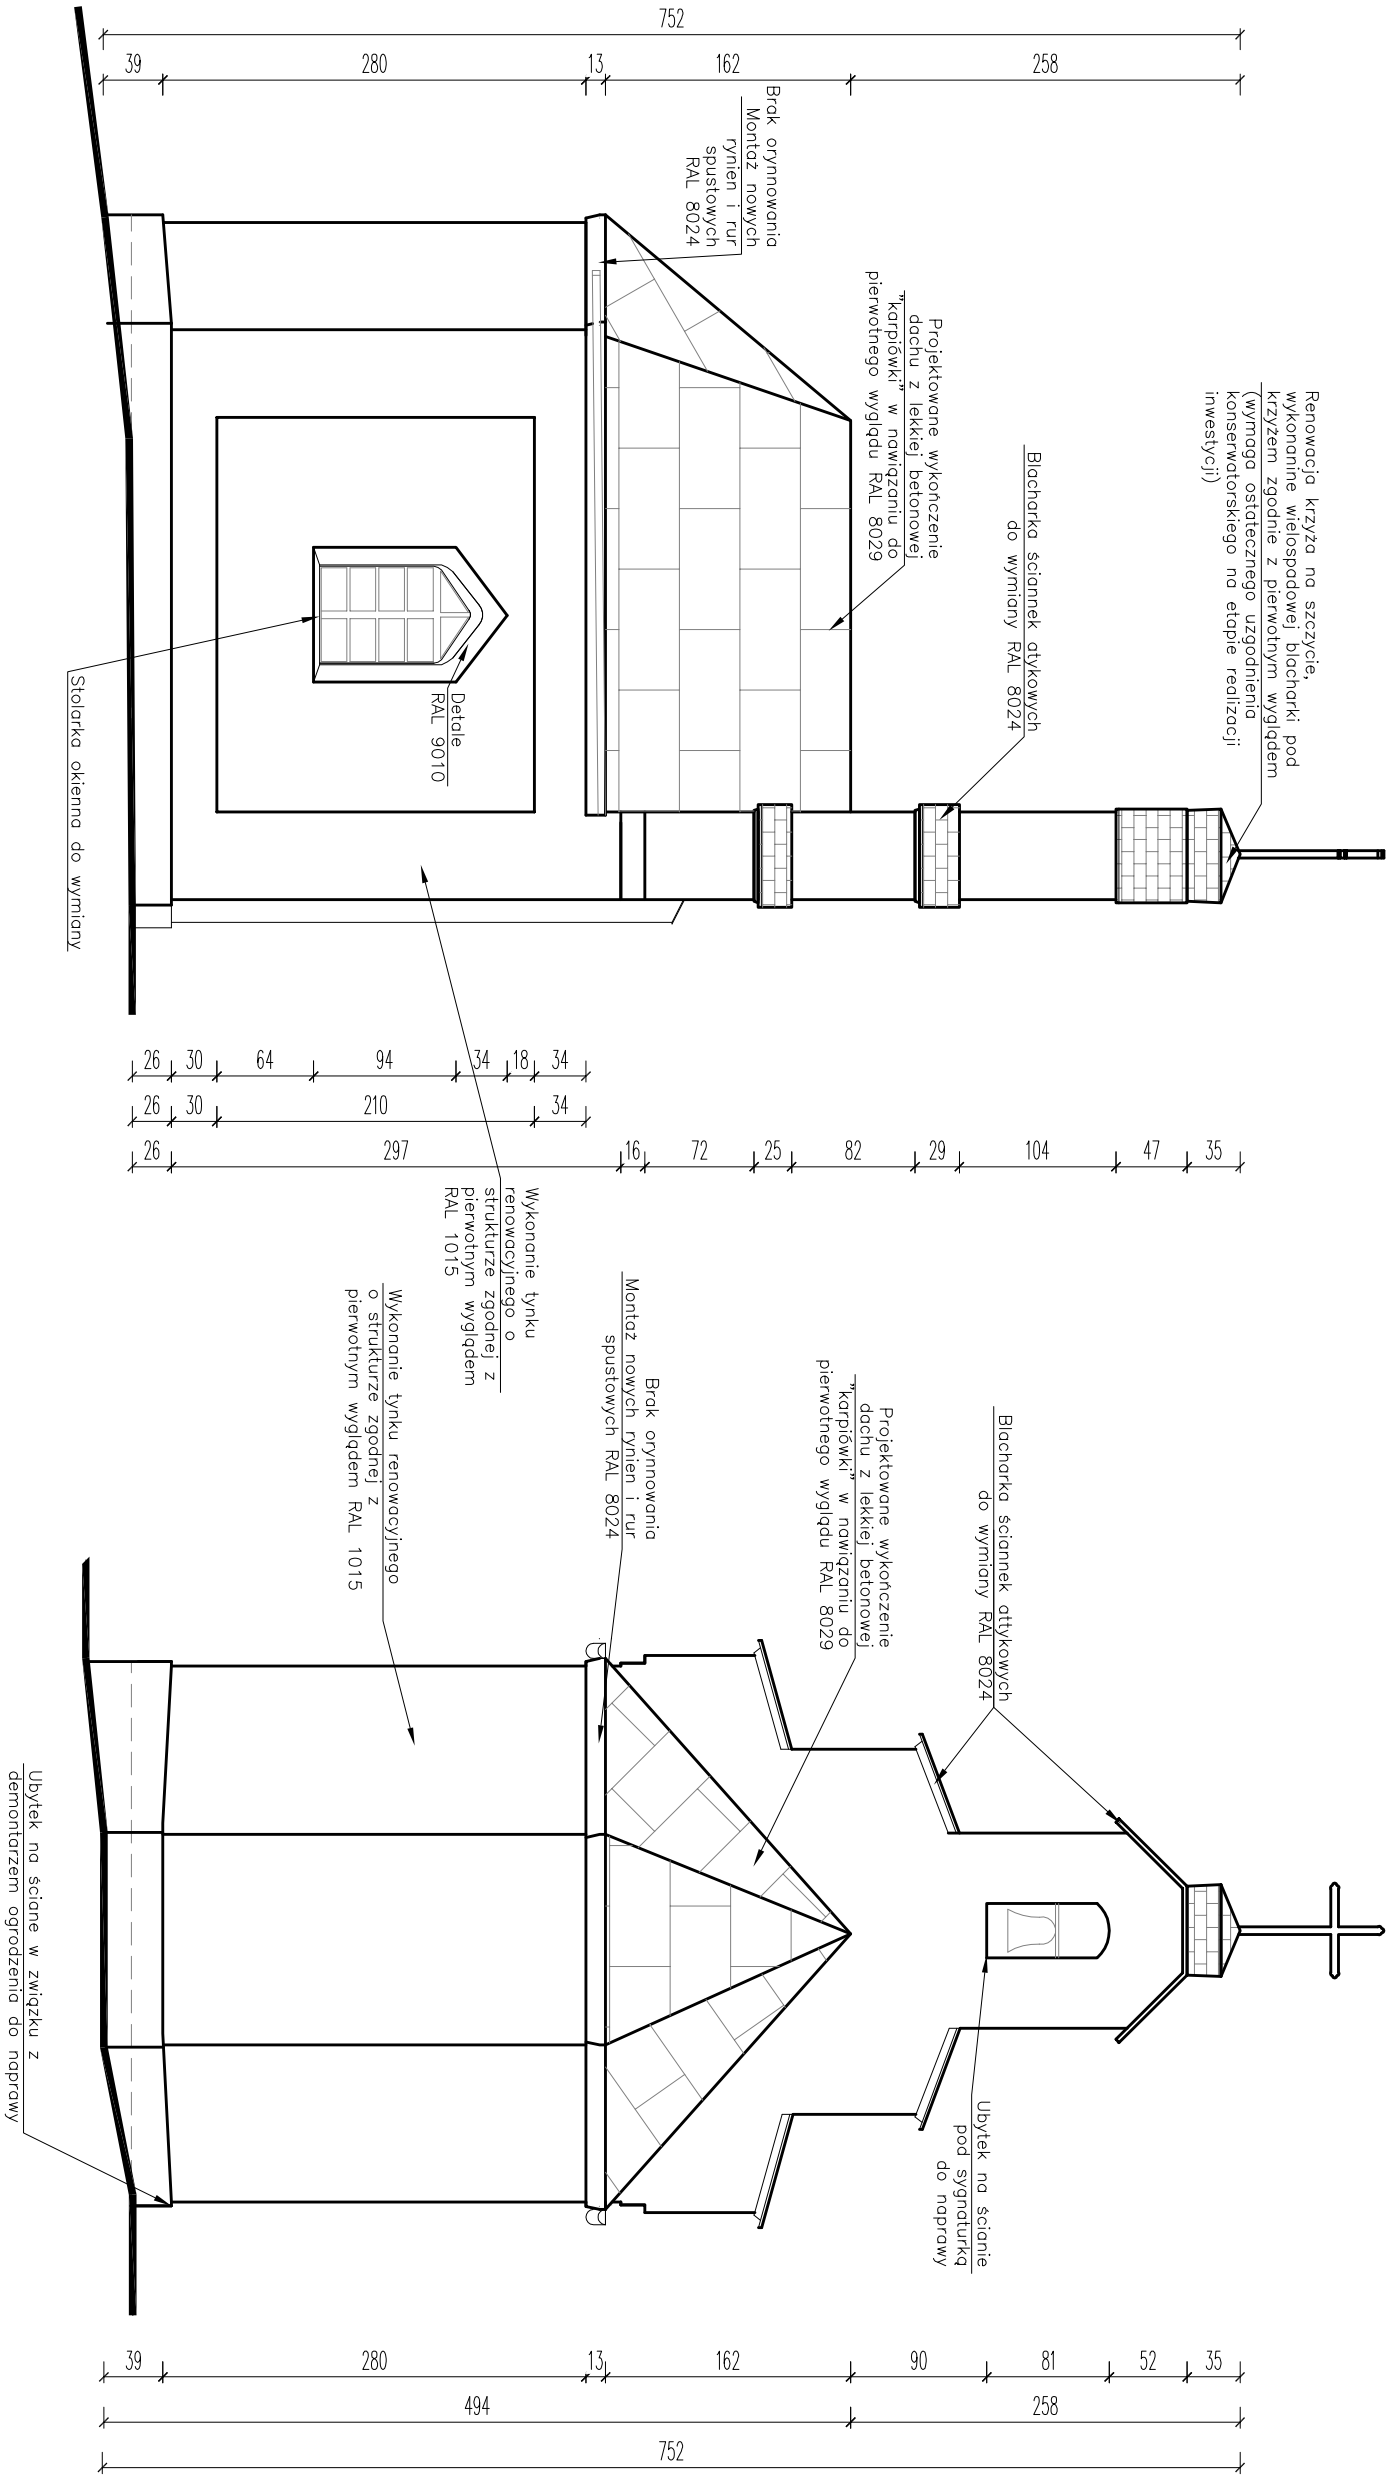 752
39
280
13
162
258
Brak orynnowania
Montaż nowych
rynien i rur
spustowych
RAL 8024
Projektowane wykończenie
dachu z lekkiej betonowej
"karpiówki" w nawiązaniu do
pierwotnego wyglądu RAL 8029
Blacharka ściannek atykowych
do wymiany RAL 8024
Renowacja krzyża na szczycie,
wykonanine wielospadowej blacharki pod
krzyżem zgodnie z pierwotnym wyglądem
(wymaga ostatecznego uzgodnienia
konserwatorskiego na etapie realizacji
inwestycji)
Detale
RAL 9010
Stolarka okienna do wymiany
26
30
64
94
34
18
34
26
30
210
34
26
297
16
72
25
82
29
104
47
35
Wykonanie tynku
renowacyjnego o
strukturze zgodnej z
pierwotnym wyglądem
RAL 1015
Wykonanie tynku renowacyjnego
o strukturze zgodnej z
pierwotnym wyglądem RAL 1015
Brak orynnowania
Montaż nowych rynien i rur
spustowych RAL 8024
Projektowane wykończenie
dachu z lekkiej betonowej
"karpiówki" w nawiązaniu do
pierwotnego wyglądu RAL 8029
Blacharka ściannek attykowych
do wymiany RAL 8024
Ubytek na ścianie
pod sygnaturką
do naprawy
Ubytek na ściane w związku z
demontarzem ogrodzenia do naprawy
39
280
13
162
90
81
52
35
494
258
752